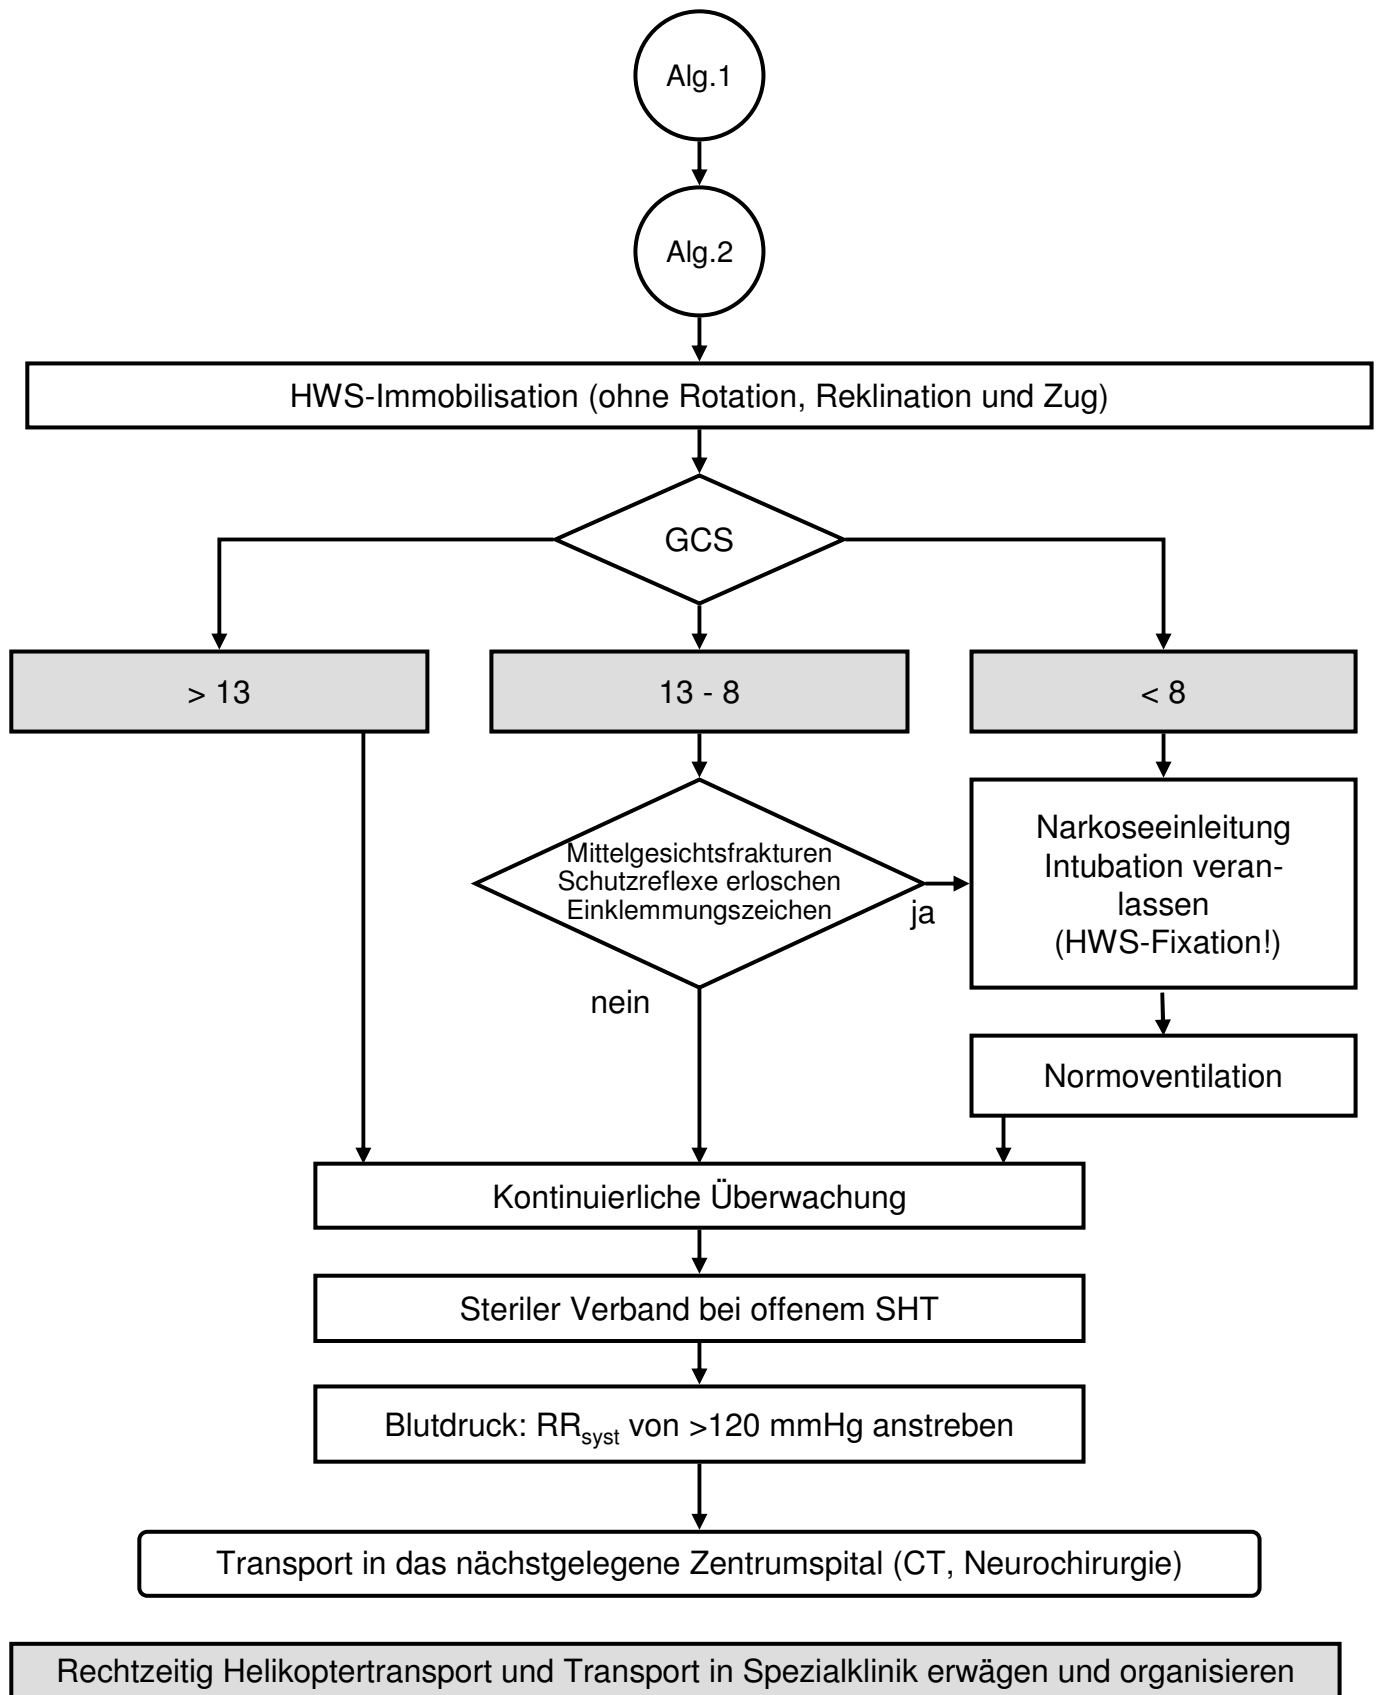 Alg.1
Alg.2
HWS-Immobilisation (ohne Rotation, Reklination und Zug)
GCS
> 13
13 - 8
< 8
Mittelgesichtsfrakturen
Schutzreflexe erloschen
Einklemmungszeichen
ja
nein
Narkoseeinleitung
Intubation veran-
lassen
(HWS-Fixation!)
Normoventilation
Kontinuierliche Überwachung
Steriler Verband bei offenem SHT
Blutdruck: RRsyst von >120 mmHg anstreben
Transport in das nächstgelegene Zentrumspital (CT, Neurochirurgie)
Rechtzeitig Helikoptertransport und Transport in Spezialklinik erwägen und organisieren